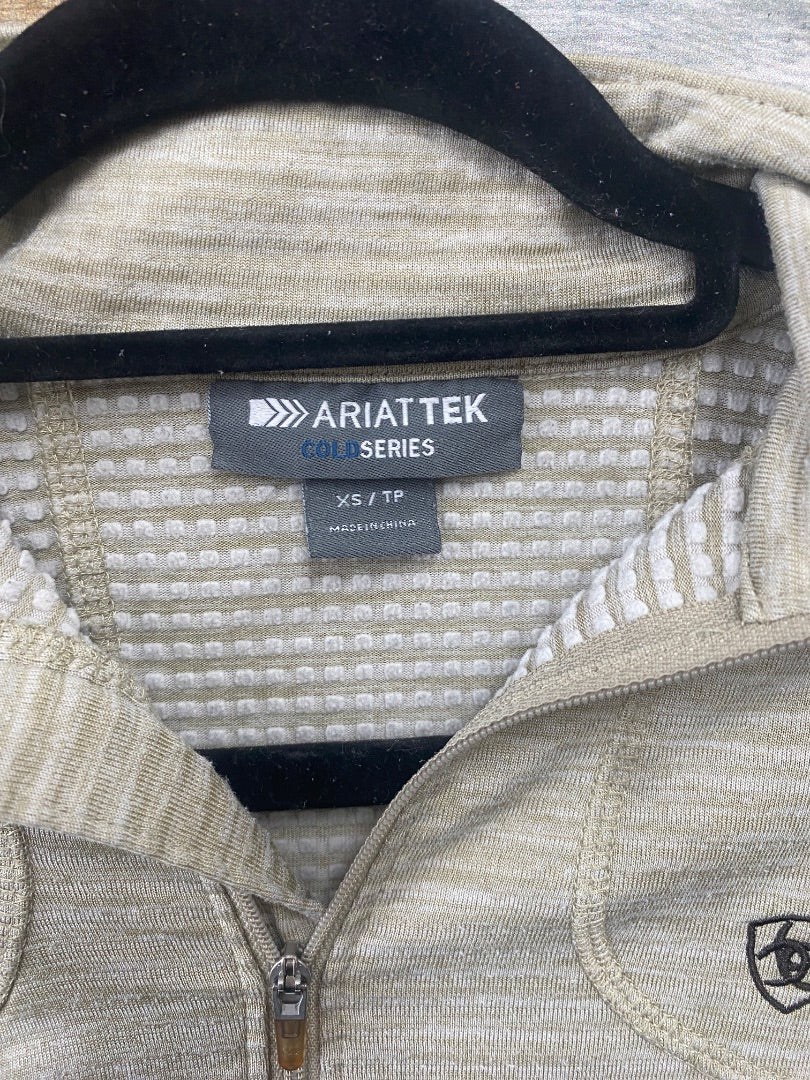 ARIATTEK
COLDSERIES
XS / TP
MADE IN CHINA